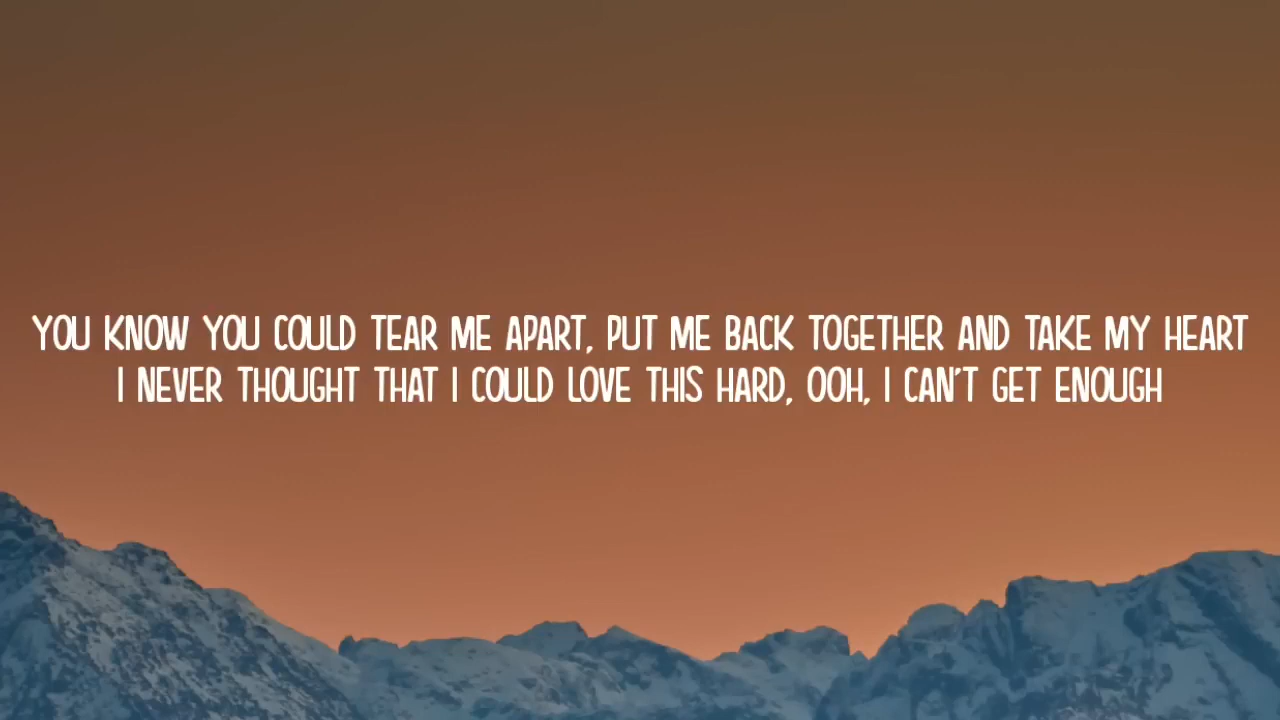 YOU KNOW YOU COULD TEAR ME APART, PUT ME BACK TOGETHER AND TAKE MY HEART
I NEVER THOUGHT THAT I COULD LOVE THIS HARD, OOH, I CAN'T GET ENOUGH